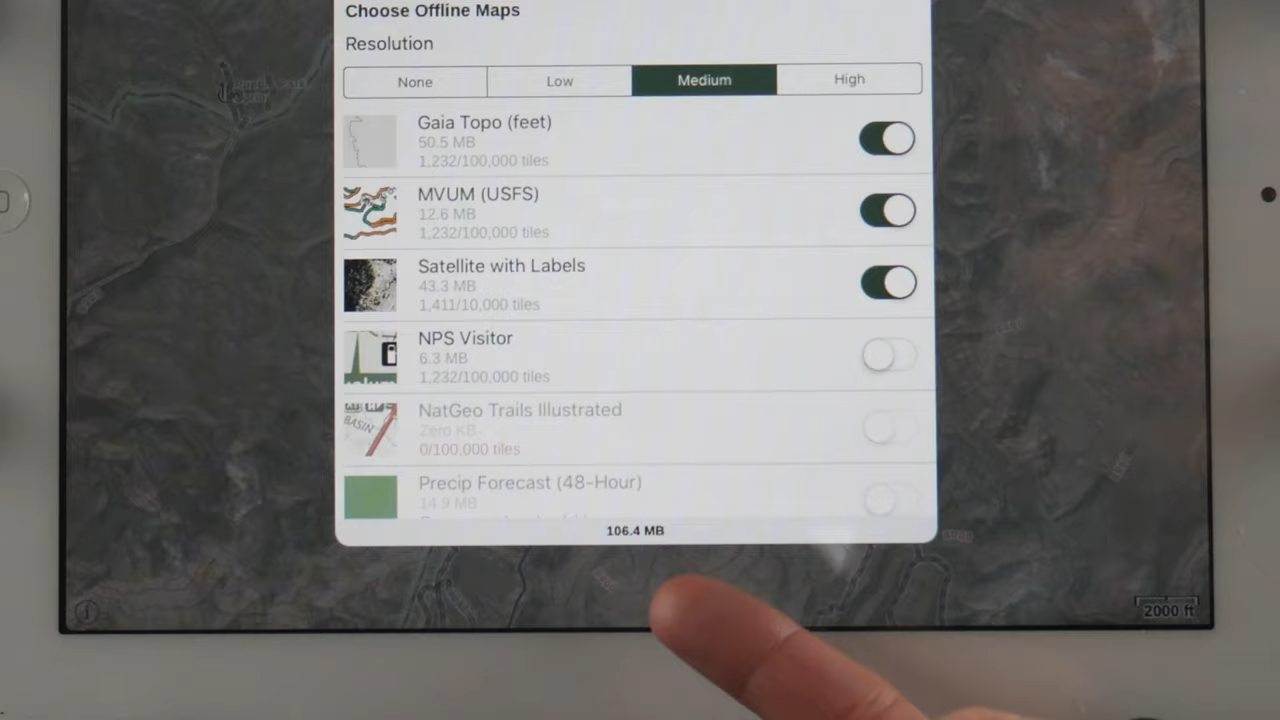 Choose Offline Maps
Resolution
None
Low
Medium
High
Gaia Topo (feet)
50.5 MB
1,232/100,000 tiles
MVUM (USFS)
12.6 MB
1,232/100,000 tiles
Satellite with Labels
43.3 MB
1,411/10,000 tiles
NPS Visitor
6.3 MB
1,232/100,000 tiles
BASIN
NatGeo Trails Illustrated
Zero KB
0/100,000 tiles
Precip Forecast (48-Hour)
14.9 MB
106.4 MB
2000 ft